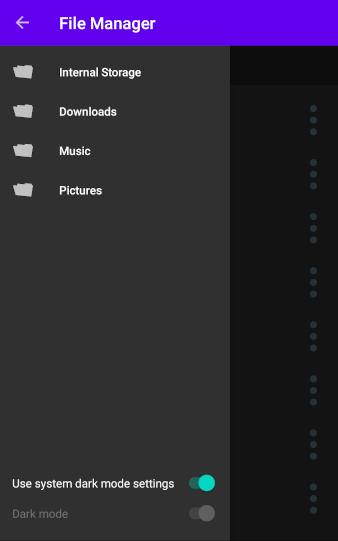 File Manager
Internal Storage
Downloads
Music
Pictures
Use system dark mode settings
Dark mode